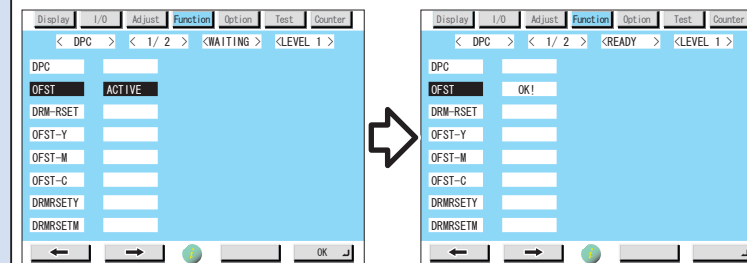 Display I/O Adjust Function Option Test Counter
< DPC > < 1/ 2 > <WAITING > <LEVEL 1 >
DPC
OFST ACTIVE
DRM-RSET
OFST-Y
OFST-M
OFST-C
DRMRSETY
DRMRSETM
OK
Display I/O Adjust Function Option Test Counter
< DPC > < 1/ 2 > <READY > <LEVEL 1 >
DPC
OFST OK!
DRM-RSET
OFST-Y
OFST-M
OFST-C
DRMRSETY
DRMRSETM